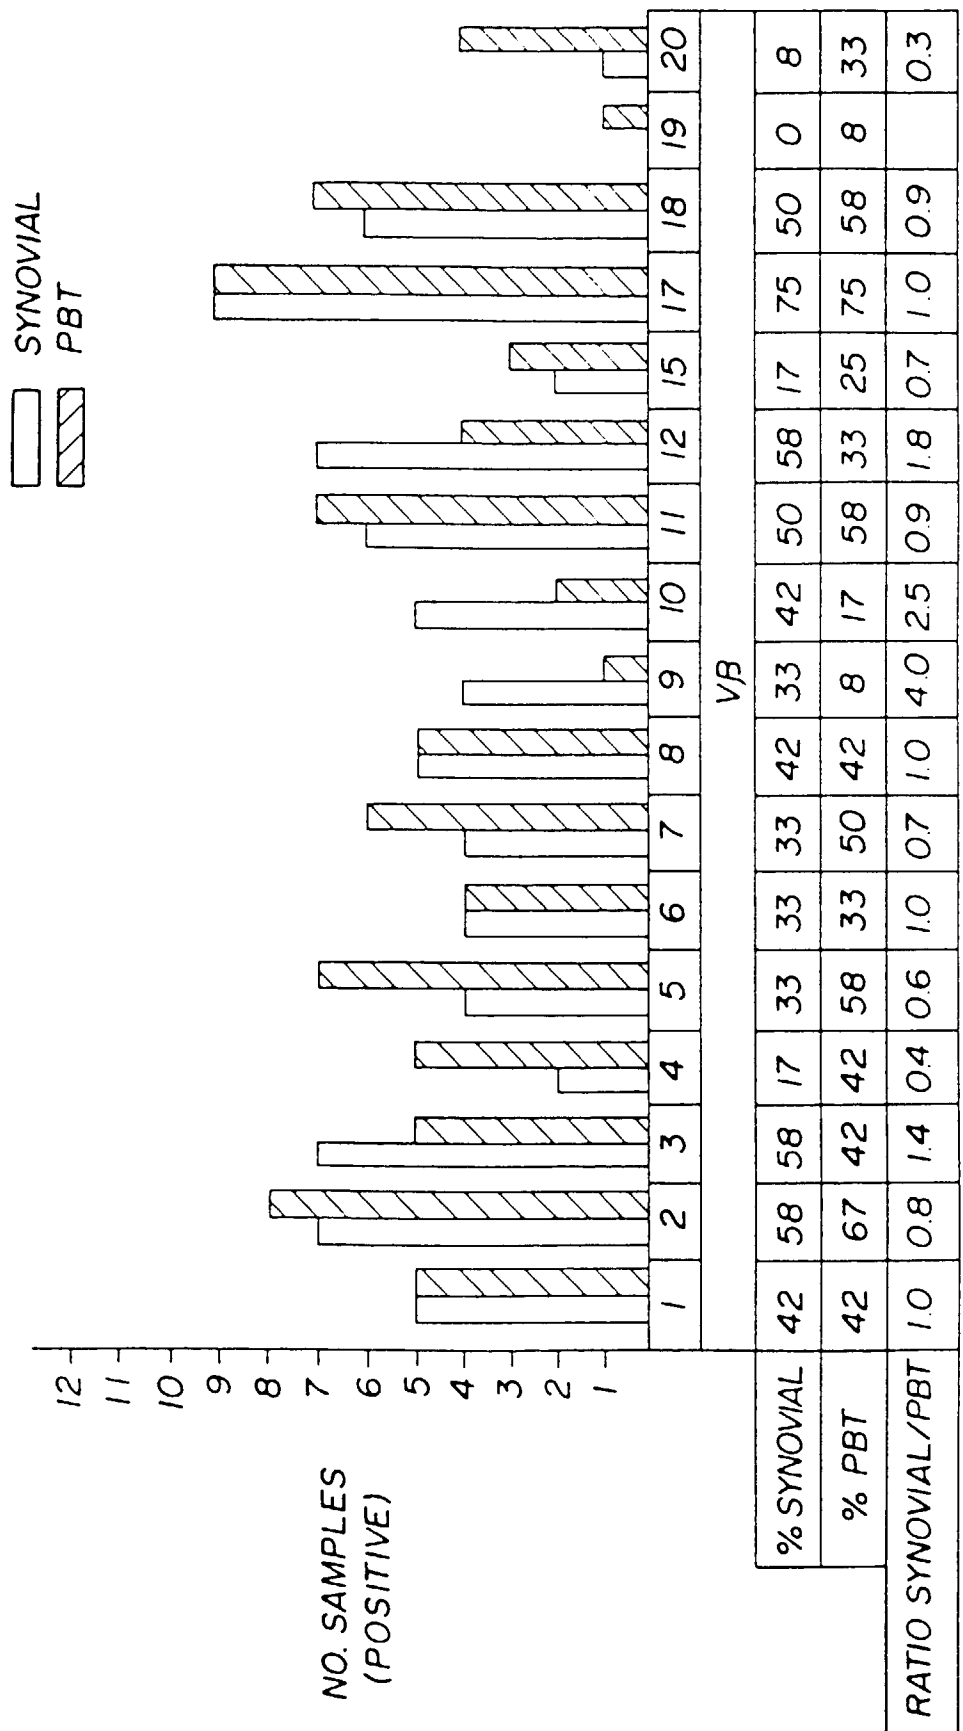 SYNOVIAL
PBT
12
11
10
9
8
7
6
5
4
3
2
1
NO. SAMPLES
(POSITIVE)
1 2 3 4 5 6 7 8 9 10 11 12 15 17 18 19 20
Vβ
% SYNOVIAL 42 58 58 17 33 33 33 42 33 42 50 58 17 75 50 0 8
% PBT 42 67 42 42 58 33 50 42 8 17 58 33 25 75 58 8 33
RATIO SYNOVIAL/PBT 1.0 0.8 1.4 0.4 0.6 1.0 0.7 1.0 4.0 2.5 0.9 1.8 0.7 1.0 0.9 0.3